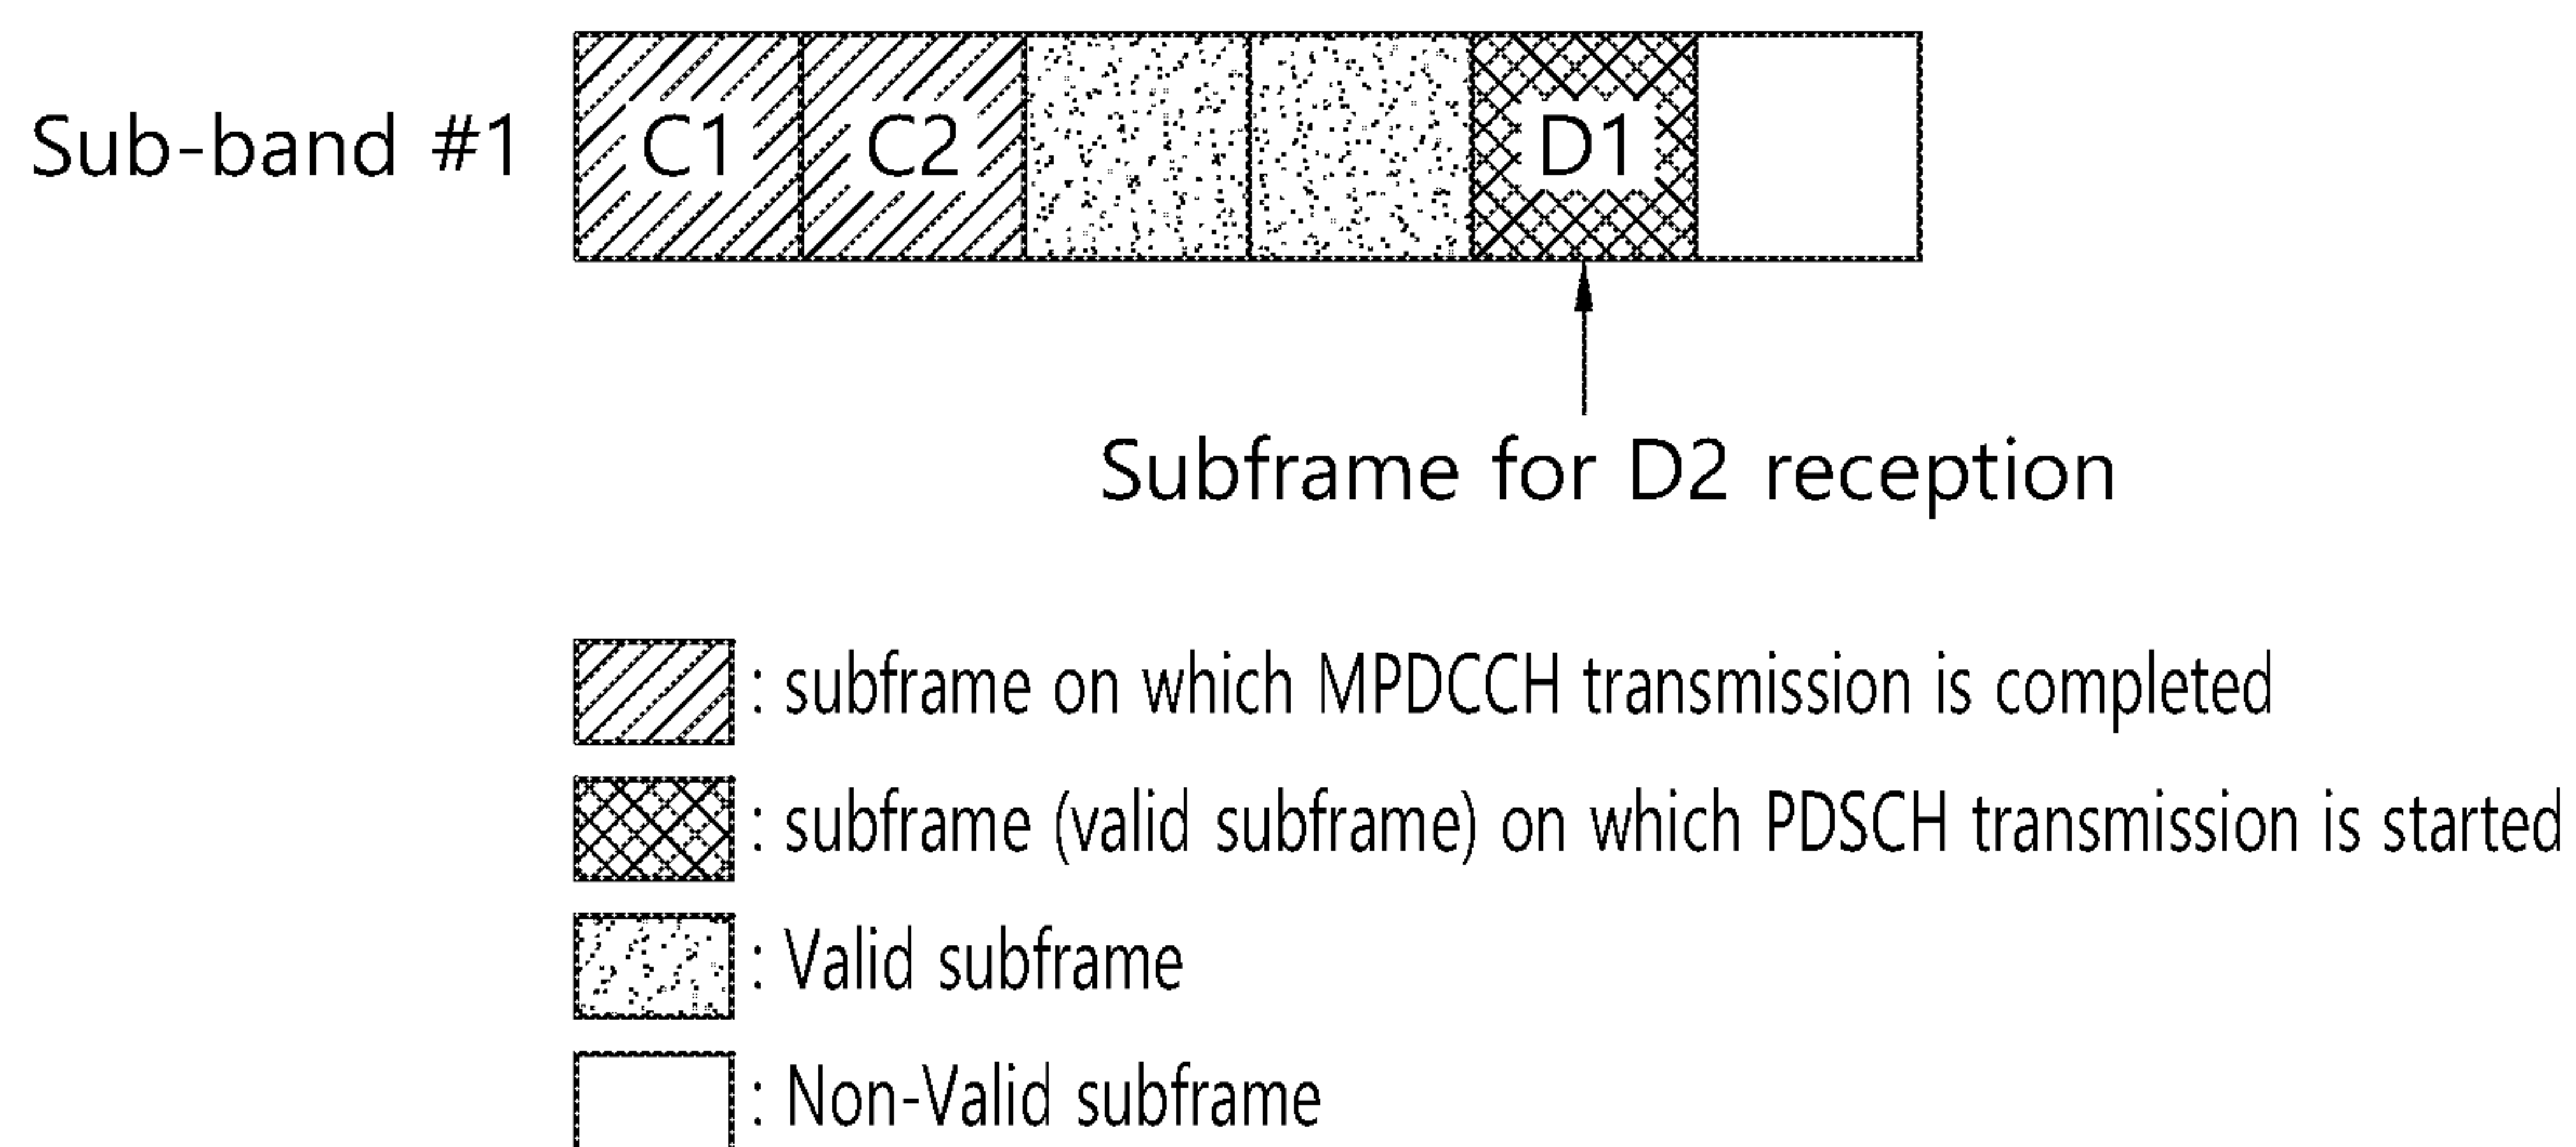 Sub-band #1 C1 C2 D1
Subframe for D2 reception
: subframe on which MPDCCH transmission is completed
: subframe (valid subframe) on which PDSCH transmission is started
: Valid subframe
: Non-Valid subframe